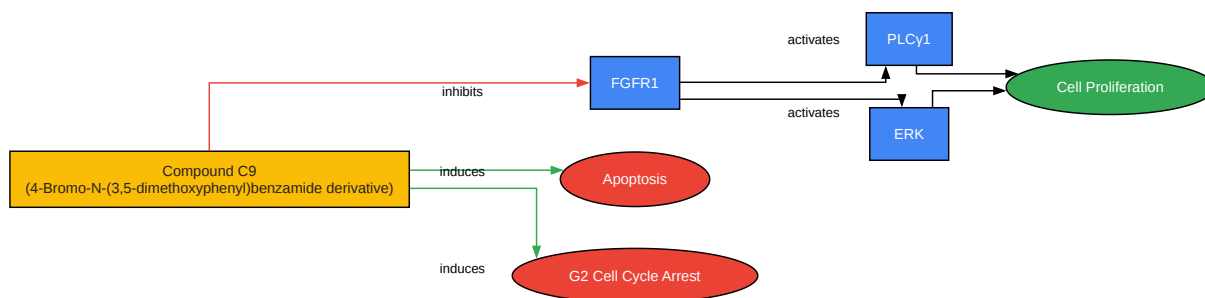 activates
PLCγ1
inhibits
FGFR1
Cell Proliferation
activates
ERK
Compound C9
(4-Bromo-N-(3,5-dimethoxyphenyl)benzamide derivative)
induces
Apoptosis
induces
G2 Cell Cycle Arrest